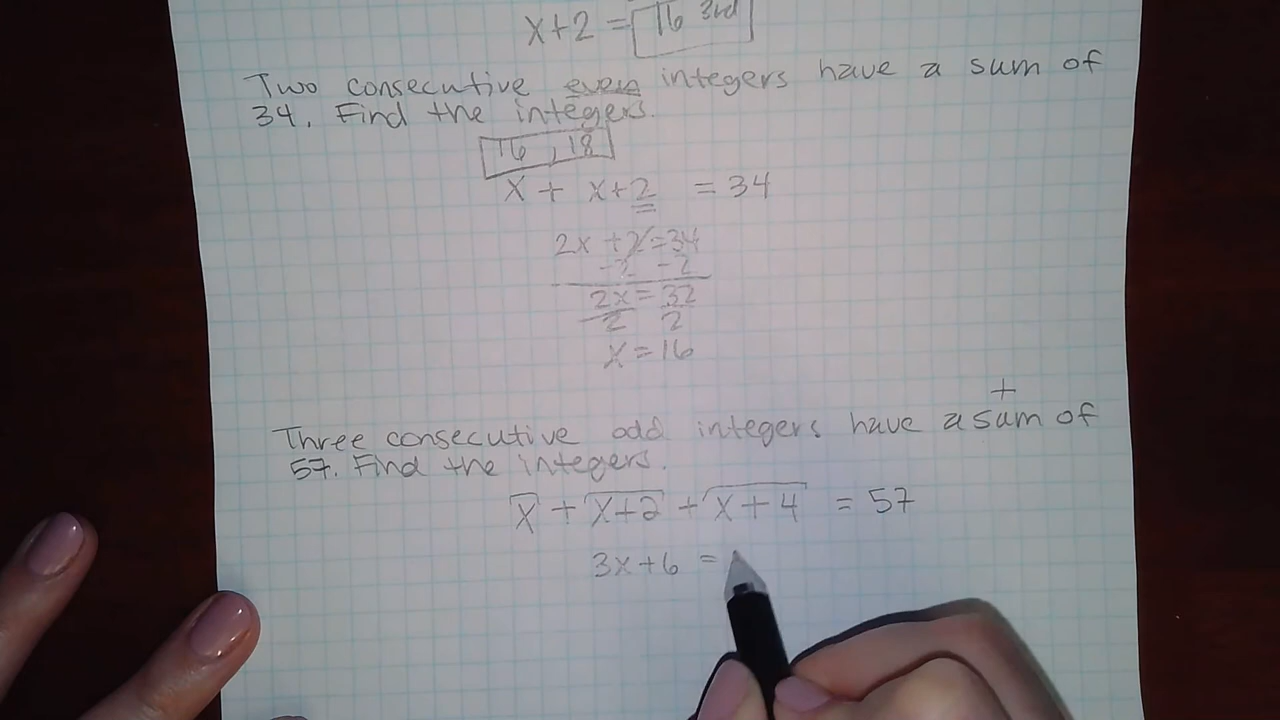 x+2 = 16 3rd
Two consecutive even integers have a sum of
34. Find the integers.
16, 18
x + x+2 = 34
2x + 2 = 34
-2 -2
2x = 32
2 2
x = 16
+
Three consecutive odd integers have a sum of
57. Find the integers.
x + x+2 + x+4 = 57
3x+6 =